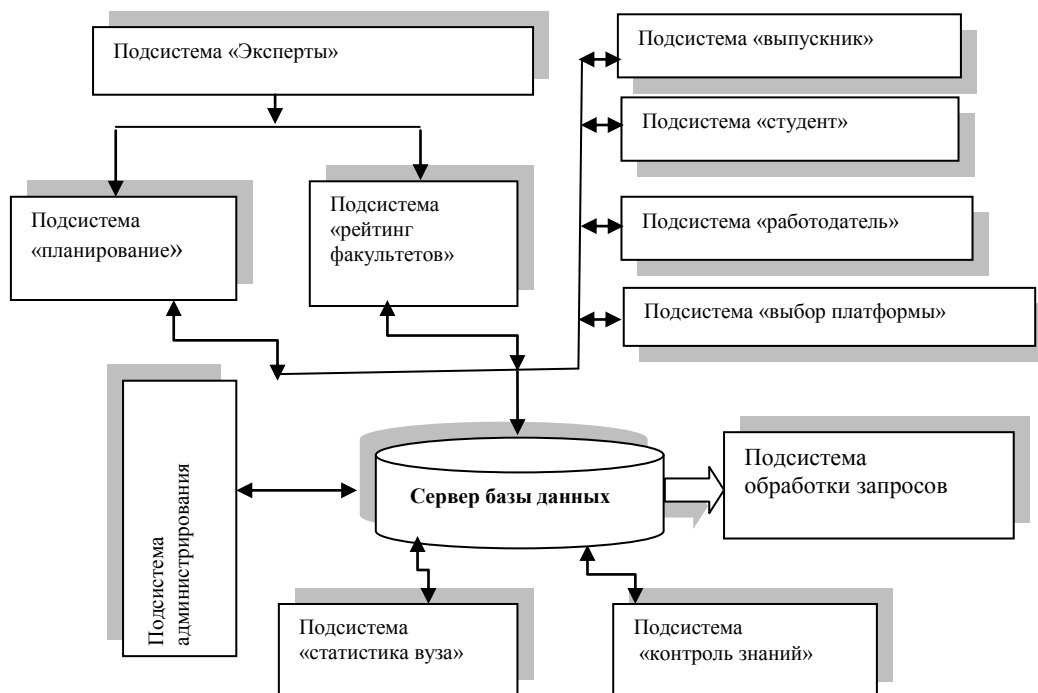 Подсистема «Эксперты»
Подсистема «выпускник»
Подсистема «студент»
Подсистема
«планирование»
Подсистема
«рейтинг
факультетов»
Подсистема «работодатель»
Подсистема «выбор платформы»
Подсистема
администрирования
Сервер базы данных
Подсистема
обработки запросов
Подсистема
«статистика вуза»
Подсистема
«контроль знаний»